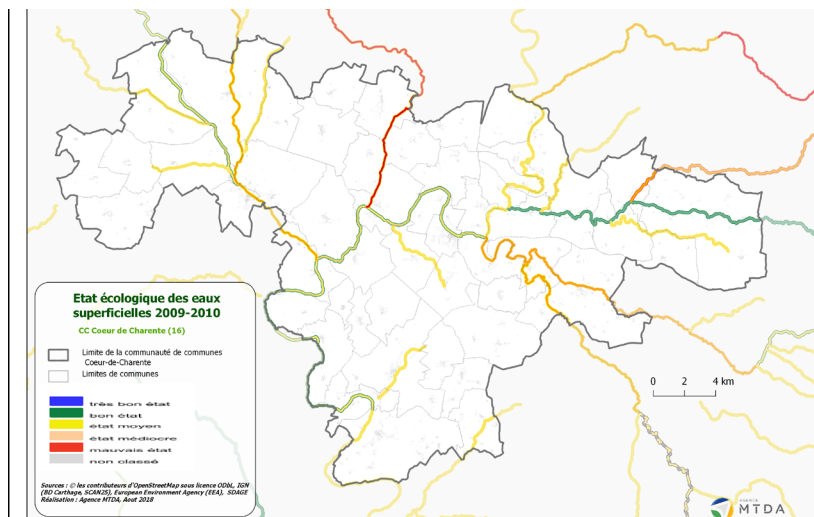 Etat écologique des eaux
superficielles 2009-2010
CC Coeur de Charente (16)
Limite de la communauté de communes
Coeur-de-Charente
Limites de communes
très bon état
bon état
état moyen
état médiocre
mauvais état
non classé
Sources : © les contributeurs d'OpenStreetMap sous licence ODbL, IGN
(BD Carthage, SCAN25), European Environment Agency (EEA), SDAGE
Réalisation : Agence MTDA, Aout 2018
0 2 4 km
AGENCE
MTDA